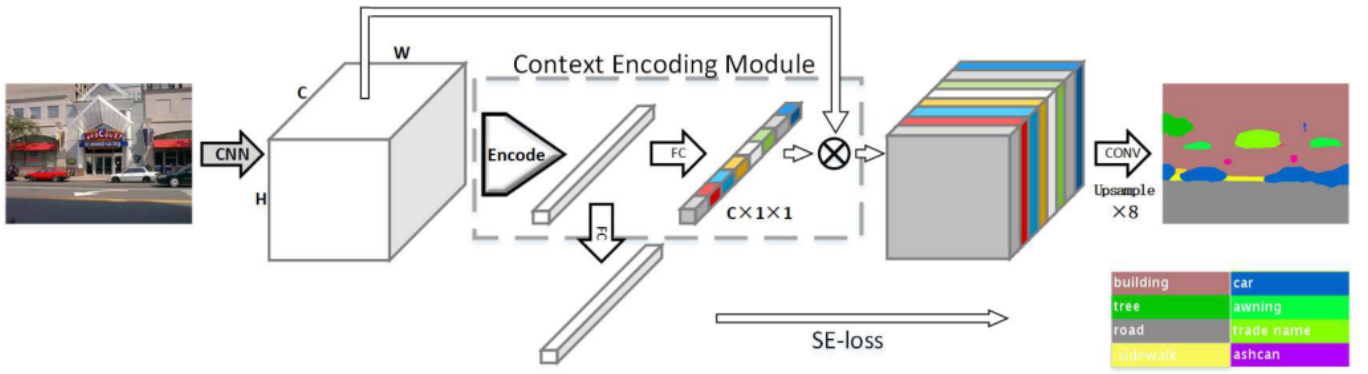 Context Encoding Module
W
C
H
CNN
Encode
FC
FC
C×1×1
CONV
Upsample
×8
SE-loss
building
car
tree
awning
road
trade name
sidewalk
ashcan